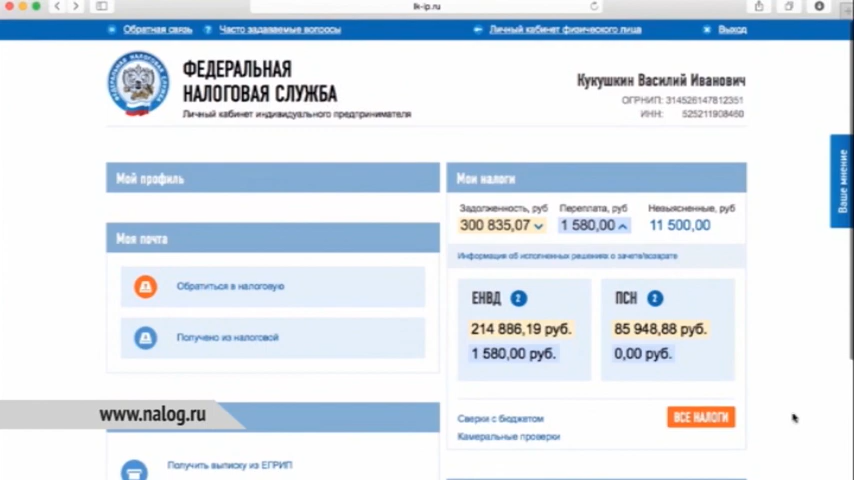 lk-ip.ru
Обратная связь
? Часто задаваемые вопросы
Личный кабинет физического лица
Выход
ФЕДЕРАЛЬНАЯ
НАЛОГОВАЯ СЛУЖБА
Личный кабинет индивидуального предпринимателя
Кукушкин Василий Иванович
ОГРНИП: 314526147812351
ИНН: 525211908460
Ваше мнение
Мой профиль
Моя почта
Обратиться в налоговую
Получено из налоговой
www.nalog.ru
Получить выписку из ЕГРИП
Мои налоги
Задолженность, руб Переплата, руб Невыясненные, руб
300 835,07 1 580,00 11 500,00
Информация об исполненных решениях о зачете/возврате
ЕНВД 2 ПСН 2
214 886,19 руб. 85 948,88 руб.
1 580,00 руб. 0,00 руб.
Сверки с бюджетом
ВСЕ НАЛОГИ
Камеральные проверки